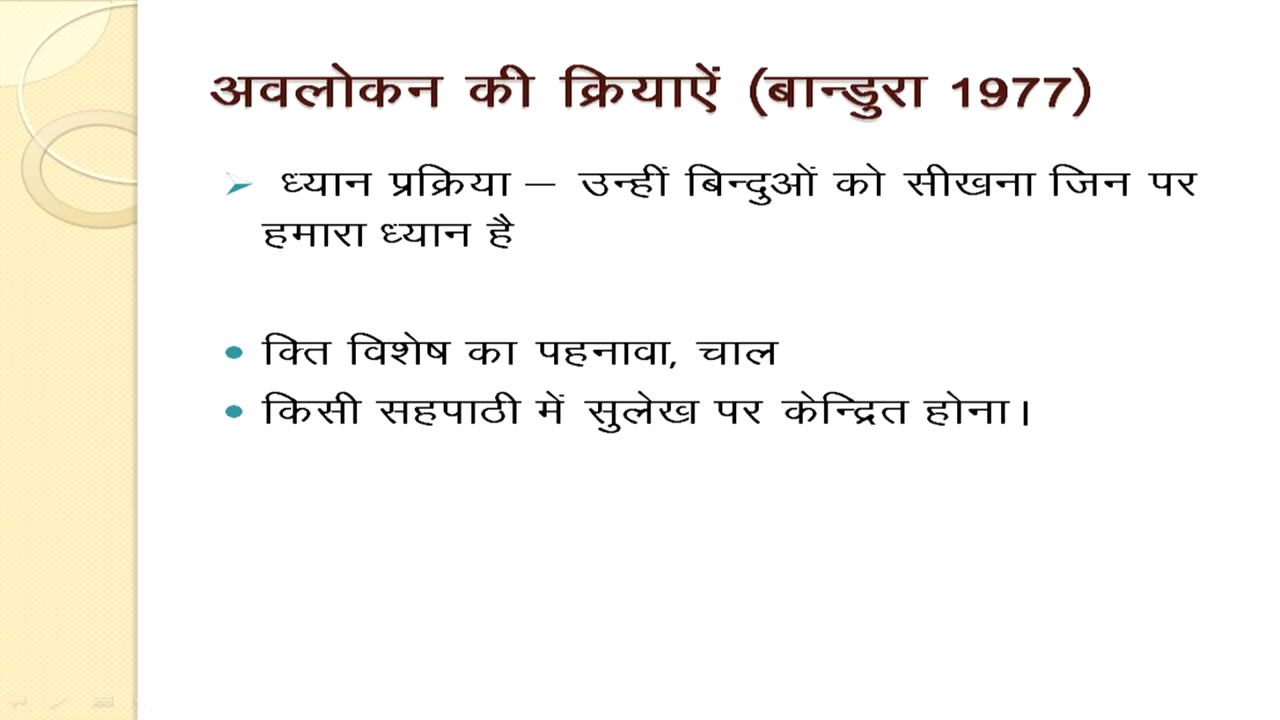 अवलोकन की क्रियाऐं (बान्डुरा 1977)
ध्यान प्रक्रिया – उन्हीं बिन्दुओं को सीखना जिन पर
हमारा ध्यान है
क्ति विशेष का पहनावा, चाल
किसी सहपाठी में सुलेख पर केन्द्रित होना।